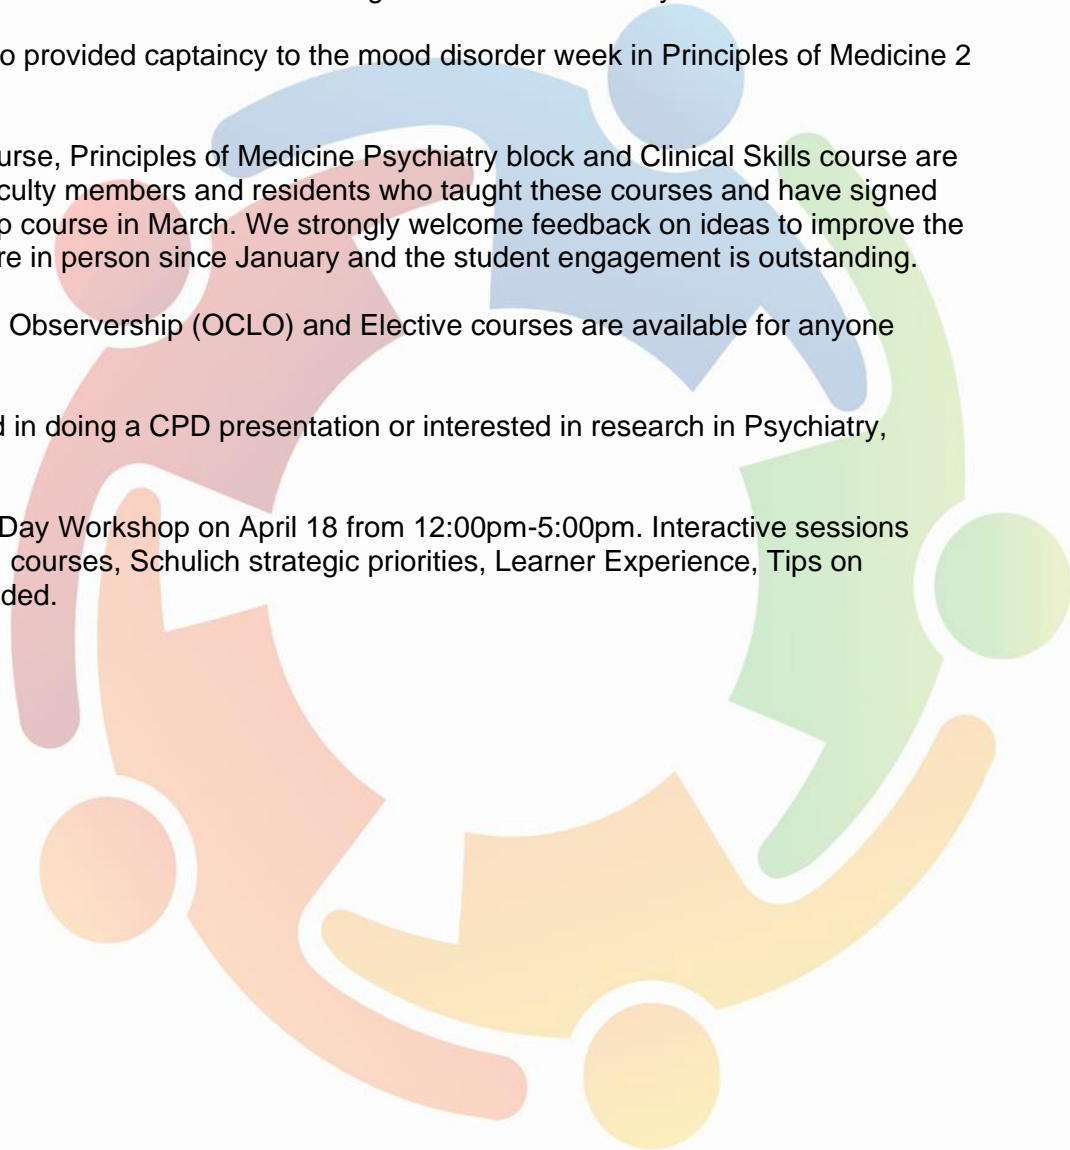 o provided captaincy to the mood disorder week in Principles of Medicine 2
urse, Principles of Medicine Psychiatry block and Clinical Skills course are
culty members and residents who taught these courses and have signed
p course in March. We strongly welcome feedback on ideas to improve the
re in person since January and the student engagement is outstanding.
Observership (OCLO) and Elective courses are available for anyone
d in doing a CPD presentation or interested in research in Psychiatry,
Day Workshop on April 18 from 12:00pm-5:00pm. Interactive sessions
courses, Schulich strategic priorities, Learner Experience, Tips on
ded.